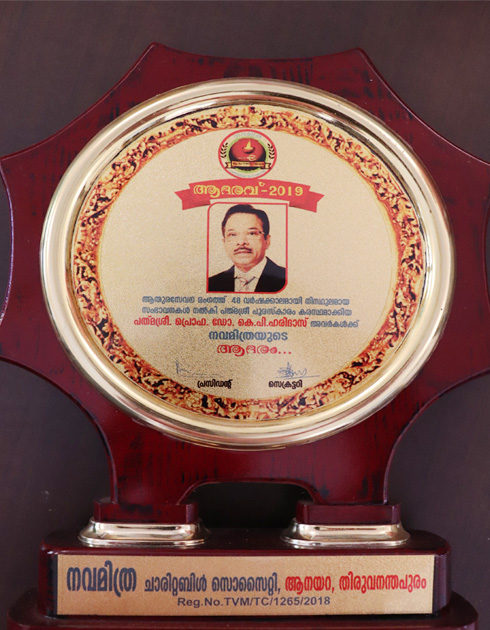 ആദരവ്-2019
ആതുരസേവന രംഗത്ത് 48 വർഷക്കാലമായി നിസ്ഥുലമായ
സംഭാവനകൾ നൽകി പത്മശ്രീ പുരസ്കാരം കരസ്ഥമാക്കിയ
പത്മശ്രീ. പ്രൊഫ. ഡോ. കെ.പി.ഹരിദാസ് അവർകൾക്ക്
നവമിത്രയുടെ
ആദരം...
പ്രസിഡന്റ് സെക്രട്ടറി
നവമിത്ര ചാരിറ്റബിൾ സൊസൈറ്റി, ആനയറ, തിരുവനന്തപുരം
Reg.No.TVM/TC/1265/2018